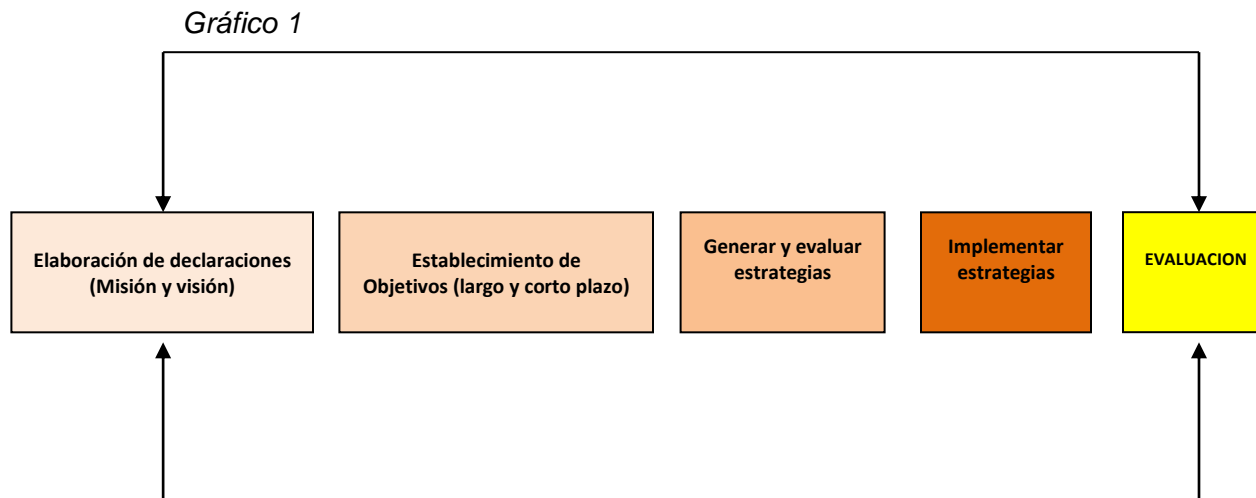 Gráfico 1
Elaboración de declaraciones
(Misión y visión)
Establecimiento de
Objetivos (largo y corto plazo)
Generar y evaluar
estrategias
Implementar
estrategias
EVALUACION